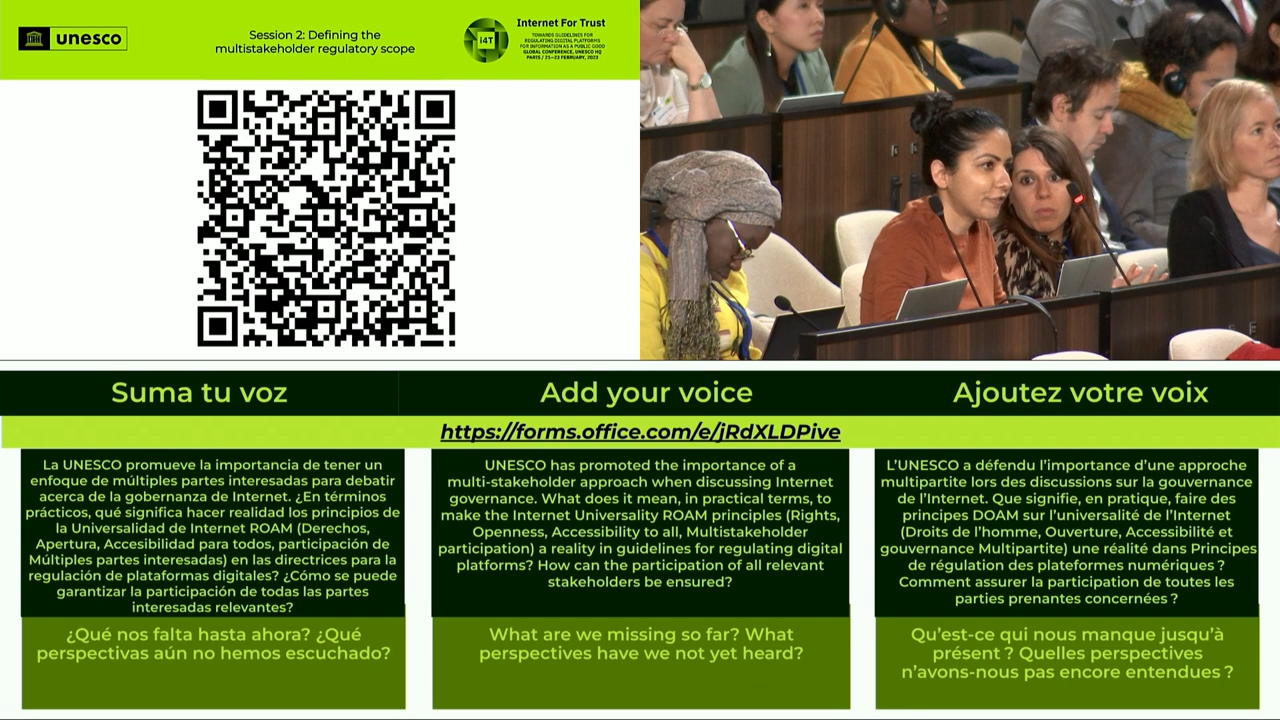 unesco
Session 2: Defining the
multistakeholder regulatory scope
i4T
Internet For Trust
TOWARDS GUIDELINES FOR
REGULATING DIGITAL PLATFORMS
FOR INFORMATION AS A PUBLIC GOOD
GLOBAL CONFERENCE, UNESCO HQ
PARIS / 21–23 FEBRUARY, 2023
Suma tu voz
Add your voice
Ajoutez votre voix
https://forms.office.com/e/jRdXLDPive
La UNESCO promueve la importancia de tener un
enfoque de múltiples partes interesadas para debatir
acerca de la gobernanza de Internet. ¿En términos
prácticos, qué significa hacer realidad los principios de
la Universalidad de Internet ROAM (Derechos,
Apertura, Accesibilidad para todos, participación de
Múltiples partes interesadas) en las directrices para la
regulación de plataformas digitales? ¿Cómo se puede
garantizar la participación de todas las partes
interesadas relevantes?
¿Qué nos falta hasta ahora? ¿Qué
perspectivas aún no hemos escuchado?
UNESCO has promoted the importance of a
multi-stakeholder approach when discussing Internet
governance. What does it mean, in practical terms, to
make the Internet Universality ROAM principles (Rights,
Openness, Accessibility to all, Multistakeholder
participation) a reality in guidelines for regulating digital
platforms? How can the participation of all relevant
stakeholders be ensured?
What are we missing so far? What
perspectives have we not yet heard?
L’UNESCO a défendu l’importance d’une approche
multipartite lors des discussions sur la gouvernance
de l’Internet. Que signifie, en pratique, faire des
principes DOAM sur l’universalité de l’Internet
(Droits de l’homme, Ouverture, Accessibilité et
gouvernance Multipartite) une réalité dans Principes
de régulation des plateformes numériques ?
Comment assurer la participation de toutes les
parties prenantes concernées ?
Qu’est-ce qui nous manque jusqu’à
présent ? Quelles perspectives
n’avons-nous pas encore entendues ?